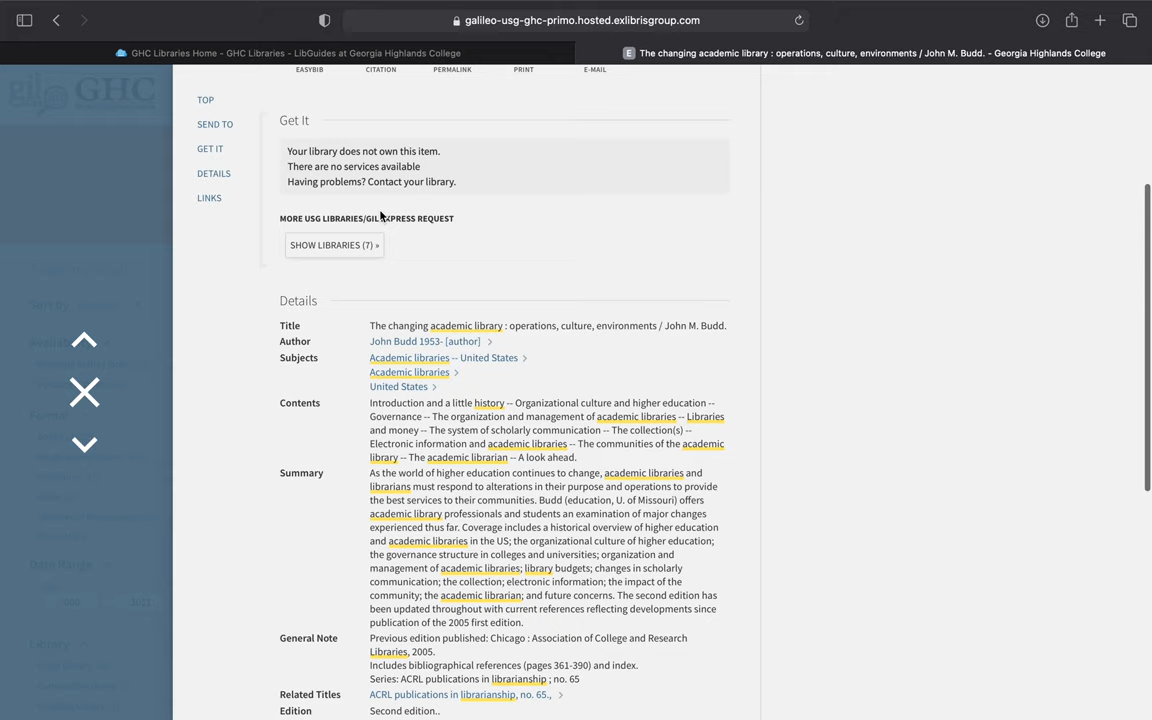 galileo-usg-ghc-primo.hosted.exlibrisgroup.com
GHC Libraries Home - GHC Libraries - LibGuides at Georgia Highlands College
E The changing academic library : operations, culture, environments / John M. Budd. - Georgia Highlands College
EASYBIB CITATION PERMALINK PRINT E-MAIL
gil GHC
TOP
SEND TO
GET IT
DETAILS
LINKS
Get It
Your library does not own this item.
There are no services available
Having problems? Contact your library.
MORE USG LIBRARIES/GIL EXPRESS REQUEST
SHOW LIBRARIES (7) »
Details
Title The changing academic library : operations, culture, environments / John M. Budd.
Author John Budd 1953- [author]
Subjects Academic libraries -- United States
Academic libraries
United States
Contents Introduction and a little history -- Organizational culture and higher education --
Governance -- The organization and management of academic libraries -- Libraries
and money -- The system of scholarly communication -- The collection(s) --
Electronic information and academic libraries -- The communities of the academic
library -- The academic librarian -- A look ahead.
Summary As the world of higher education continues to change, academic libraries and
librarians must respond to alterations in their purpose and operations to provide
the best services to their communities. Budd (education, U. of Missouri) offers
academic library professionals and students an examination of major changes
experienced thus far. Coverage includes a historical overview of higher education
and academic libraries in the US; the organizational culture of higher education;
the governance structure in colleges and universities; organization and
management of academic libraries; library budgets; changes in scholarly
communication; the collection; electronic information; the impact of the
community; the academic librarian; and future concerns. The second edition has
been updated throughout with current references reflecting developments since
publication of the 2005 first edition.
General Note Previous edition published: Chicago : Association of College and Research
Libraries, 2005.
Includes bibliographical references (pages 361-390) and index.
Series: ACRL publications in librarianship ; no. 65
Related Titles ACRL publications in librarianship, no. 65.,
Edition Second edition..
Sort by
Date Range
Library